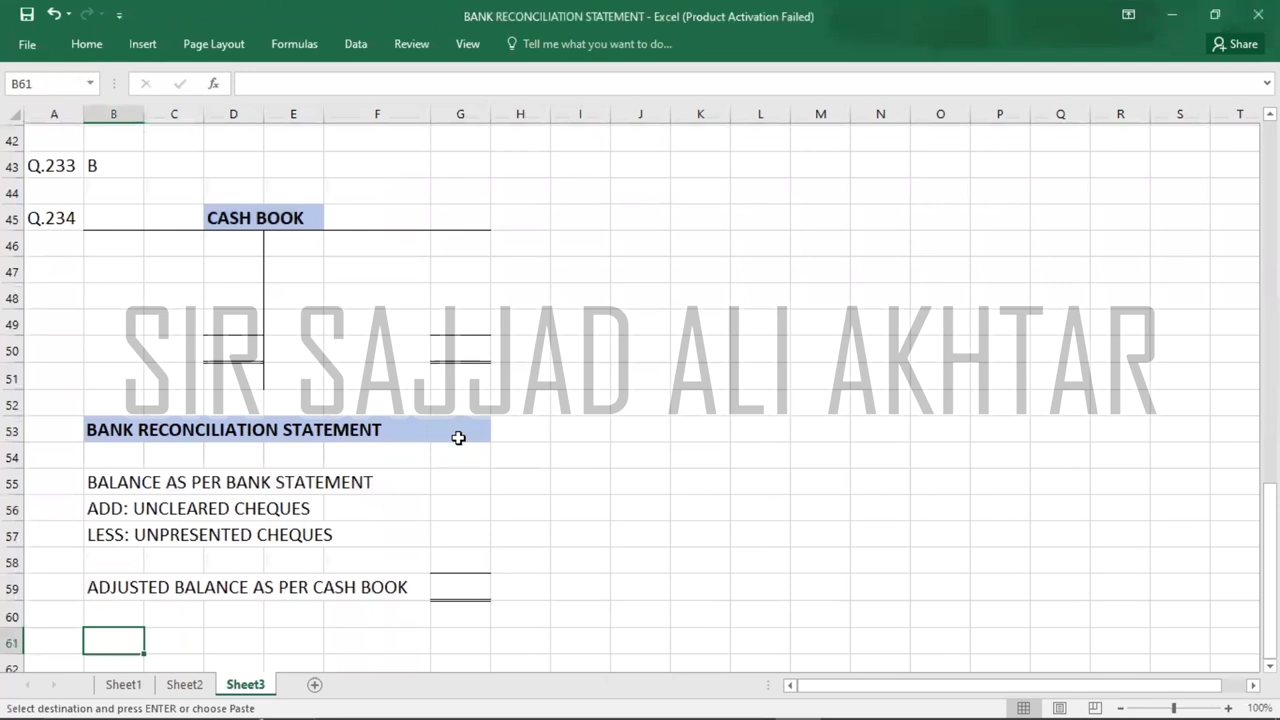 BANK RECONCILIATION STATEMENT - Excel (Product Activation Failed)
File Home Insert Page Layout Formulas Data Review View Tell me what you want to do... Share
B61 fx
A B C D E F G H I J K L M N O P Q R S T
42
43 Q.233 B
44
45 Q.234 CASH BOOK
46
47
48
49
50
51
52
SIR SAJJAD ALI AKHTAR
53 BANK RECONCILIATION STATEMENT
54
55 BALANCE AS PER BANK STATEMENT
56 ADD: UNCLEARED CHEQUES
57 LESS: UNPRESENTED CHEQUES
58
59 ADJUSTED BALANCE AS PER CASH BOOK
60
61
62
Sheet1 Sheet2 Sheet3
Select destination and press ENTER or choose Paste 100%